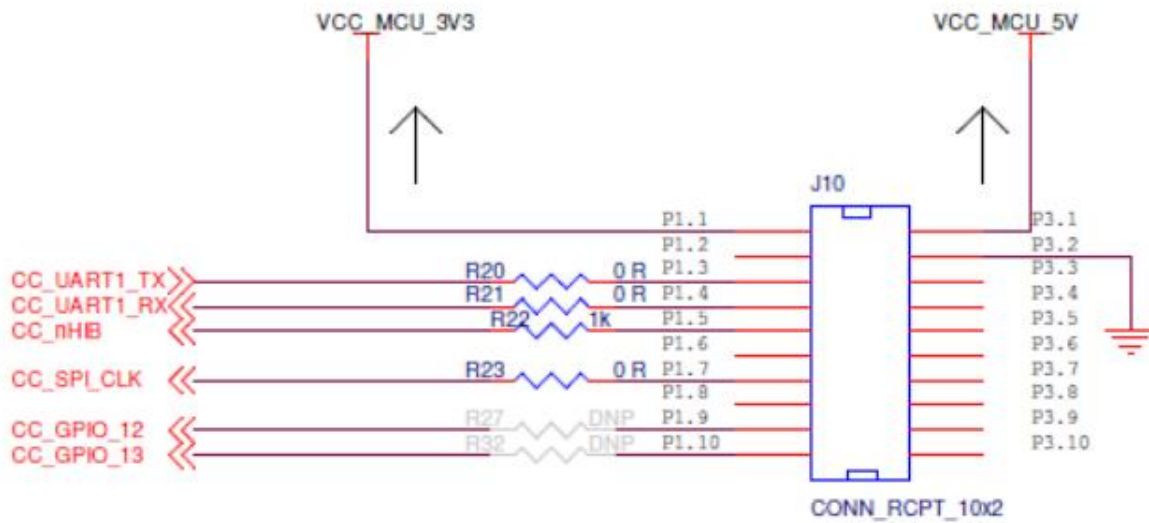 VCC_MCU_3V3 VCC_MCU_5V
J10
P1.1 P3.1
P1.2 P3.2
CC_UART1_TX R20 0 R P1.3 P3.3
CC_UART1_RX R21 0 R P1.4 P3.4
CC_nHIB R22 1k P1.5 P3.5
P1.6 P3.6
CC_SPI_CLK R23 0 R P1.7 P3.7
P1.8 P3.8
CC_GPIO_12 R27 DNP P1.9 P3.9
CC_GPIO_13 R32 DNP P1.10 P3.10
CONN_RCPT_10x2